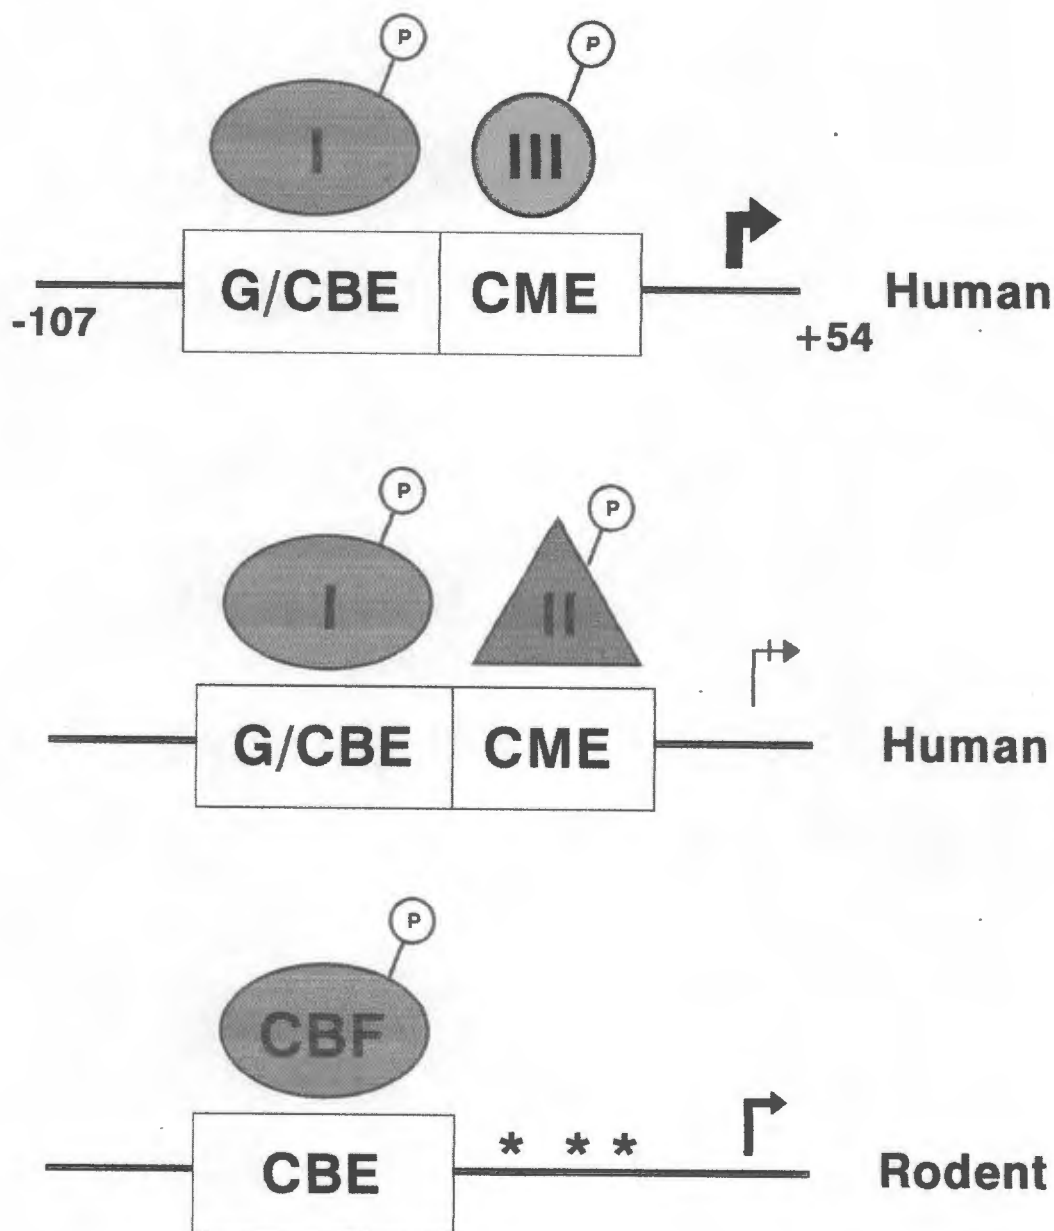 P P
I III
G/CBE CME Human
-107 +54
P P
I II
G/CBE CME Human
P
CBF
* * *
CBE Rodent